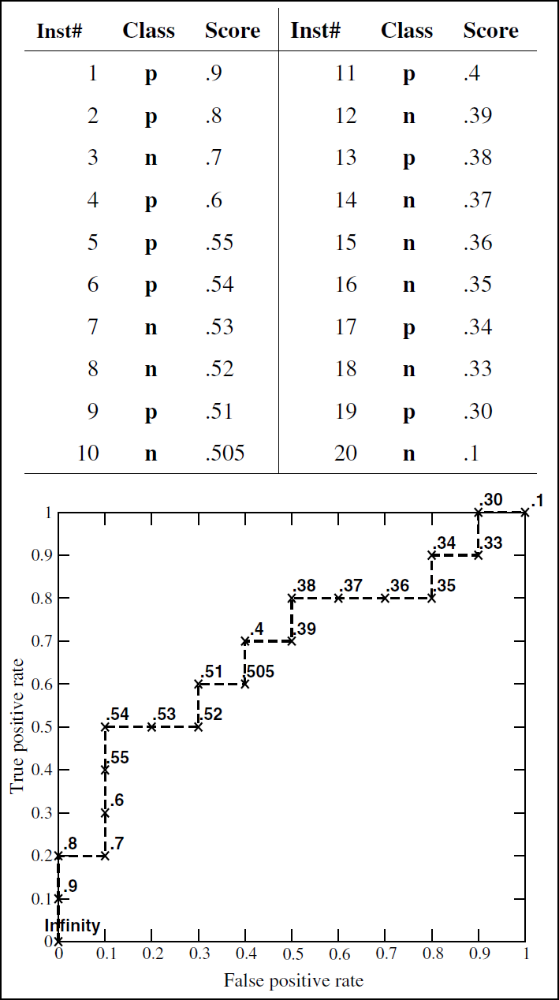 Inst# Class Score Inst# Class Score
1 p .9 11 p .4
2 p .8 12 n .39
3 n .7 13 p .38
4 p .6 14 n .37
5 p .55 15 n .36
6 p .54 16 n .35
7 n .53 17 p .34
8 n .52 18 n .33
9 p .51 19 p .30
10 n .505 20 n .1
.30 .1
1
.34 .33
0.9
.38 .37 .36 .35
0.8
.4 .39
0.7
.51 .505
0.6
.54 .53 .52
0.5
.55
0.4
.6
0.3
.8 .7
0.2
.9
0.1
Infinity
0
True positive rate
0 0.1 0.2 0.3 0.4 0.5 0.6 0.7 0.8 0.9 1
False positive rate